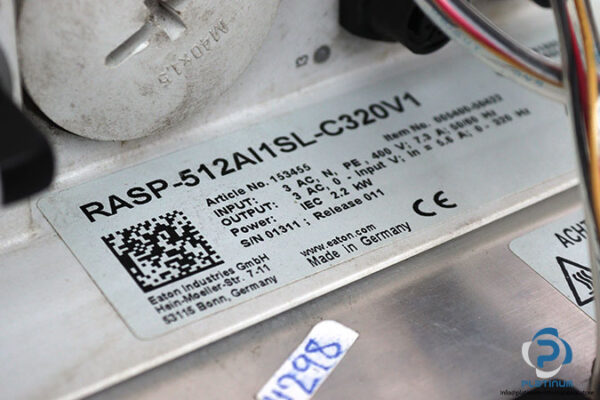 M40x1.5
RASP-512AI1SL-C320V1
Article No. 153455 Item No.
INPUT: 3 AC, N, PE, 400 V; 7.3 A; 50/60 Hz
OUTPUT: 3 AC, 0 - input V; in = 5.6 A; 0 - 320 Hz
Power: IEC 2.2 kW
S/N 01311 ; Release 011
CE
www.eaton.com
Made in Germany
Eaton Industries GmbH
Hein-Moeller-Str. 7-11
53115 Bonn, Germany
ACHT
1298
PLATINUM